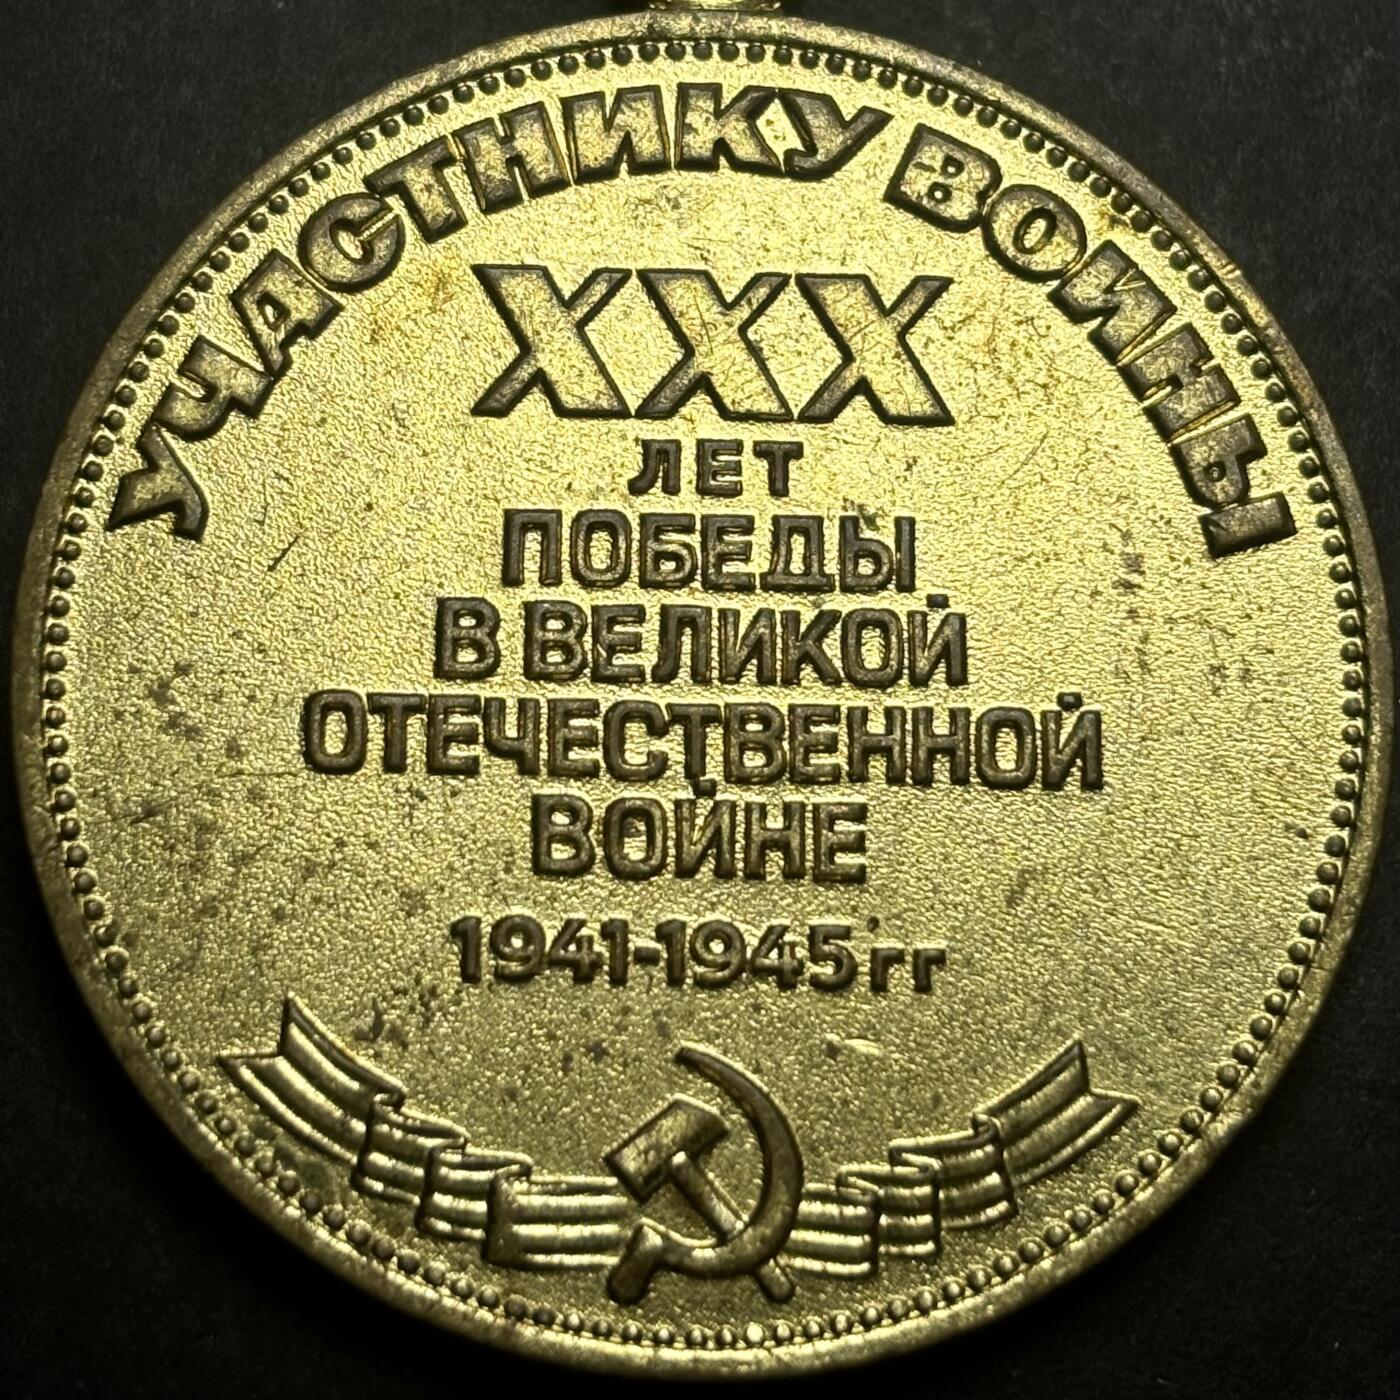 УЧАСТНИКУ ВОЙНЫ
XXX
ЛЕТ
ПОБЕДЫ
В ВЕЛИКОЙ
ОТЕЧЕСТВЕННОЙ
ВОЙНЕ
1941-1945 гг